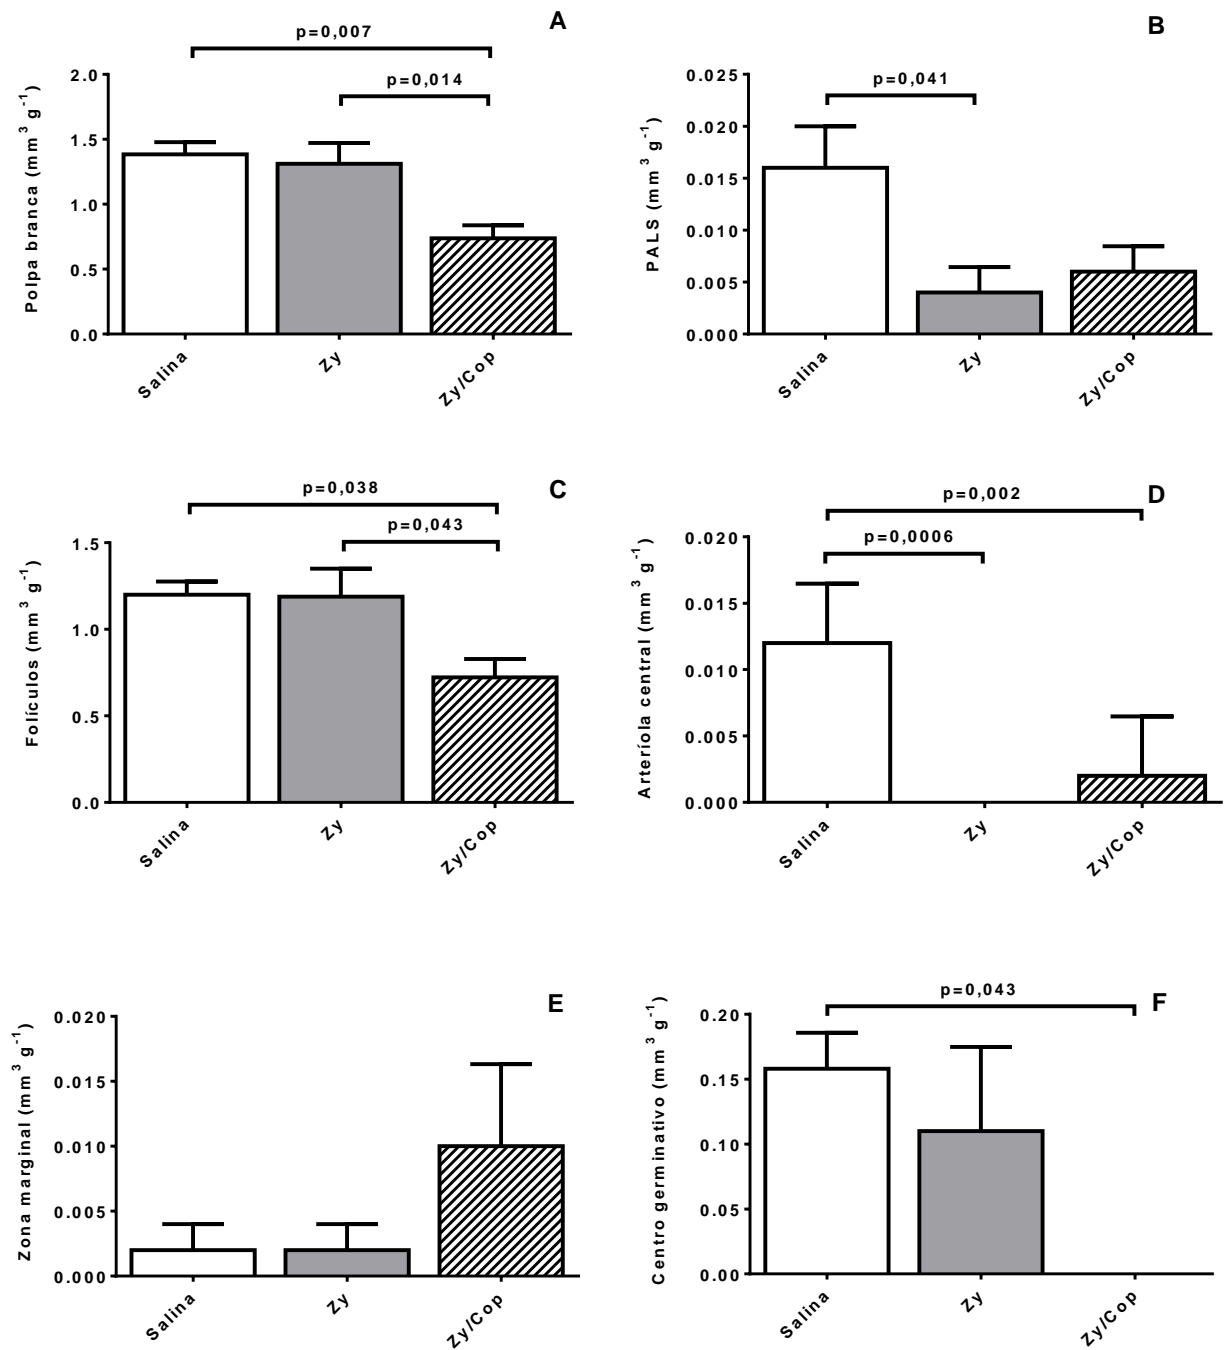 A
p=0,007
p=0,014
Polpa branca (mm³ g⁻¹)
2.0
1.5
1.0
0.5
0.0
Salina
Zy
Zy/Cop
B
p=0,041
PALS (mm³ g⁻¹)
0.025
0.020
0.015
0.010
0.005
0.000
Salina
Zy
Zy/Cop
C
p=0,038
p=0,043
Folículos (mm³ g⁻¹)
1.5
1.0
0.5
0.0
Salina
Zy
Zy/Cop
D
p=0,002
p=0,0006
Arteríola central (mm³ g⁻¹)
0.020
0.015
0.010
0.005
0.000
Salina
Zy
Zy/Cop
E
Zona marginal (mm³ g⁻¹)
0.020
0.015
0.010
0.005
0.000
Salina
Zy
Zy/Cop
F
p=0,043
Centro germinativo (mm³ g⁻¹)
0.20
0.15
0.10
0.05
0.00
Salina
Zy
Zy/Cop